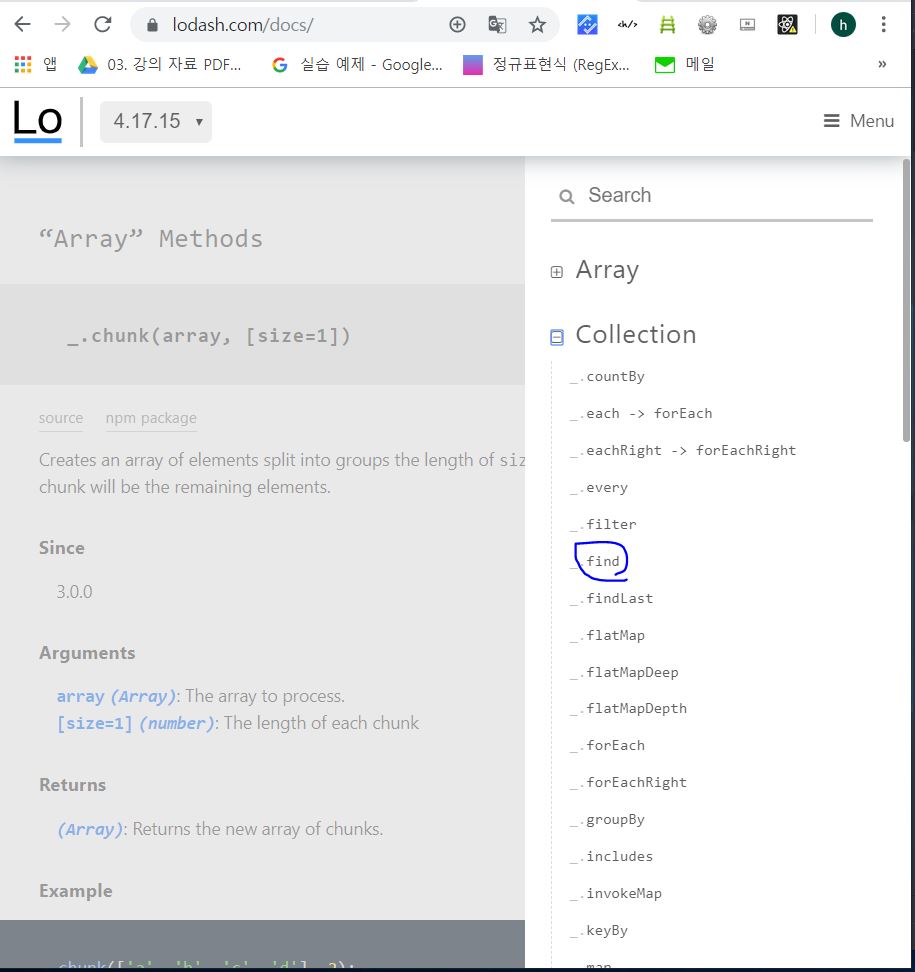 lodash.com/docs/
h
앱
03. 강의 자료 PDF...
실습 예제 - Google...
정규표현식 (RegEx...
메일
»
Lo
4.17.15
Menu
“Array” Methods
_.chunk(array, [size=1])
source npm package
Creates an array of elements split into groups the length of siz
chunk will be the remaining elements.
Since
3.0.0
Arguments
array (Array): The array to process.
[size=1] (number): The length of each chunk
Returns
(Array): Returns the new array of chunks.
Example
_.chunk(['a', 'b', 'c', 'd'], 2);
Search
Array
Collection
_.countBy
_.each -> forEach
_.eachRight -> forEachRight
_.every
_.filter
_.find
_.findLast
_.flatMap
_.flatMapDeep
_.flatMapDepth
_.forEach
_.forEachRight
_.groupBy
_.includes
_.invokeMap
_.keyBy
_.map